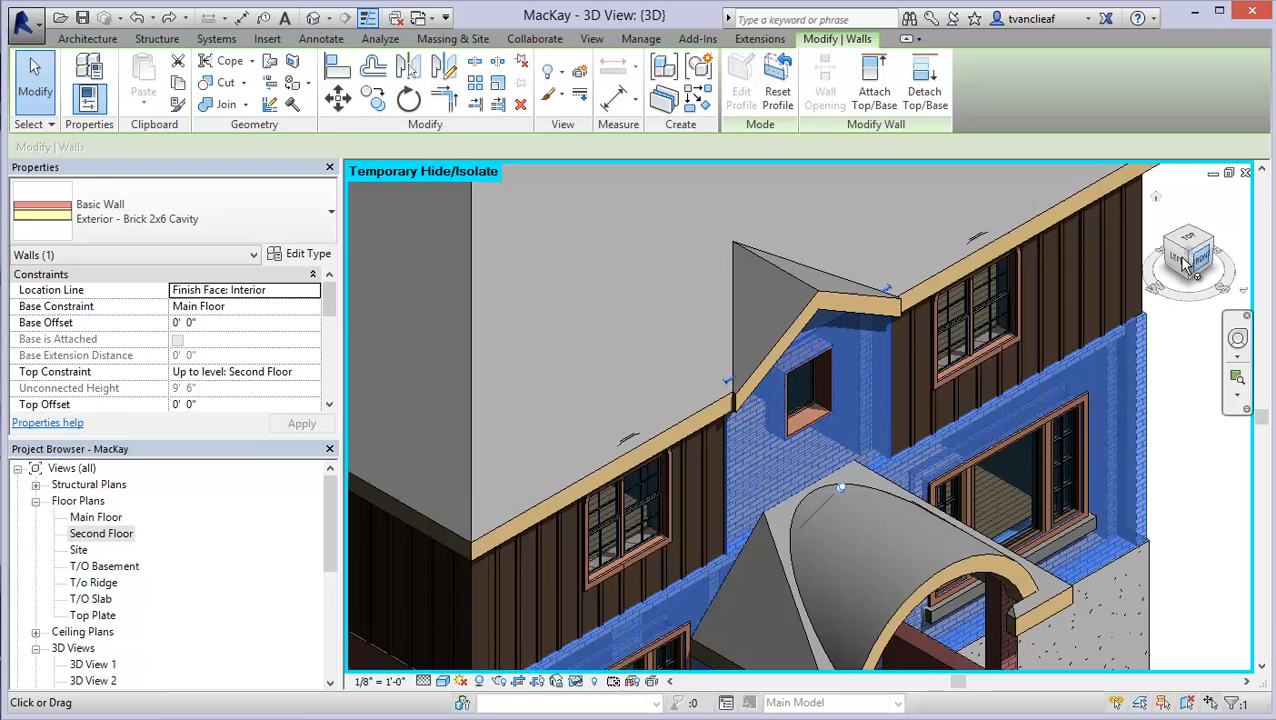 MacKay - 3D View: {3D}
Type a keyword or phrase
tvanclief
Architecture Structure Systems Insert Annotate Analyze Massing & Site Collaborate View Manage Add-Ins Extensions Modify | Walls
Modify
Paste
Cope
Cut
Join
Edit Profile
Reset Profile
Wall Opening
Attach Top/Base
Detach Top/Base
Select Properties Clipboard Geometry Modify View Measure Create Mode Modify Wall
Modify | Walls
Properties
Temporary Hide/Isolate
Basic Wall
Exterior - Brick 2x6 Cavity
Walls (1) Edit Type
Constraints
Location Line Finish Face: Interior
Base Constraint Main Floor
Base Offset 0' 0"
Base is Attached
Base Extension Distance 0' 0"
Top Constraint Up to level: Second Floor
Unconnected Height 9' 6"
Top Offset 0' 0"
Properties help Apply
Project Browser - MacKay
Views (all)
Structural Plans
Floor Plans
Main Floor
Second Floor
Site
T/O Basement
T/o Ridge
T/O Slab
Top Plate
Ceiling Plans
3D Views
3D View 1
3D View 2
TOP
FRONT
1/8" = 1'-0"
Click or Drag
:0
Main Model
:1